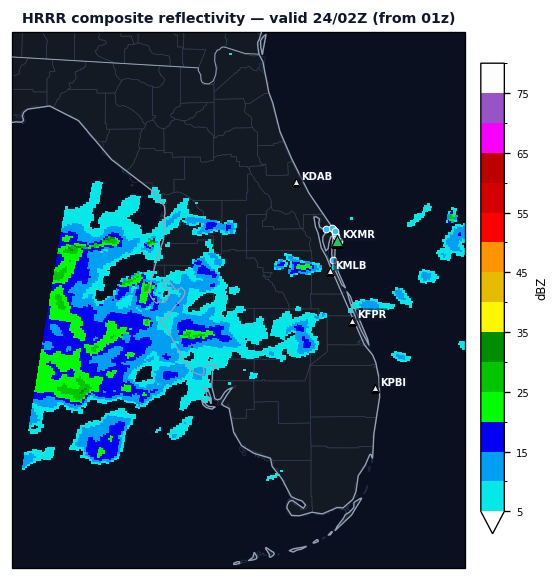 HRRR composite reflectivity — valid 24/02Z (from 01z)
KDAB
KXMR
KMLB
KFPR
KPBI
75
65
55
45
35
25
15
5
dBZ